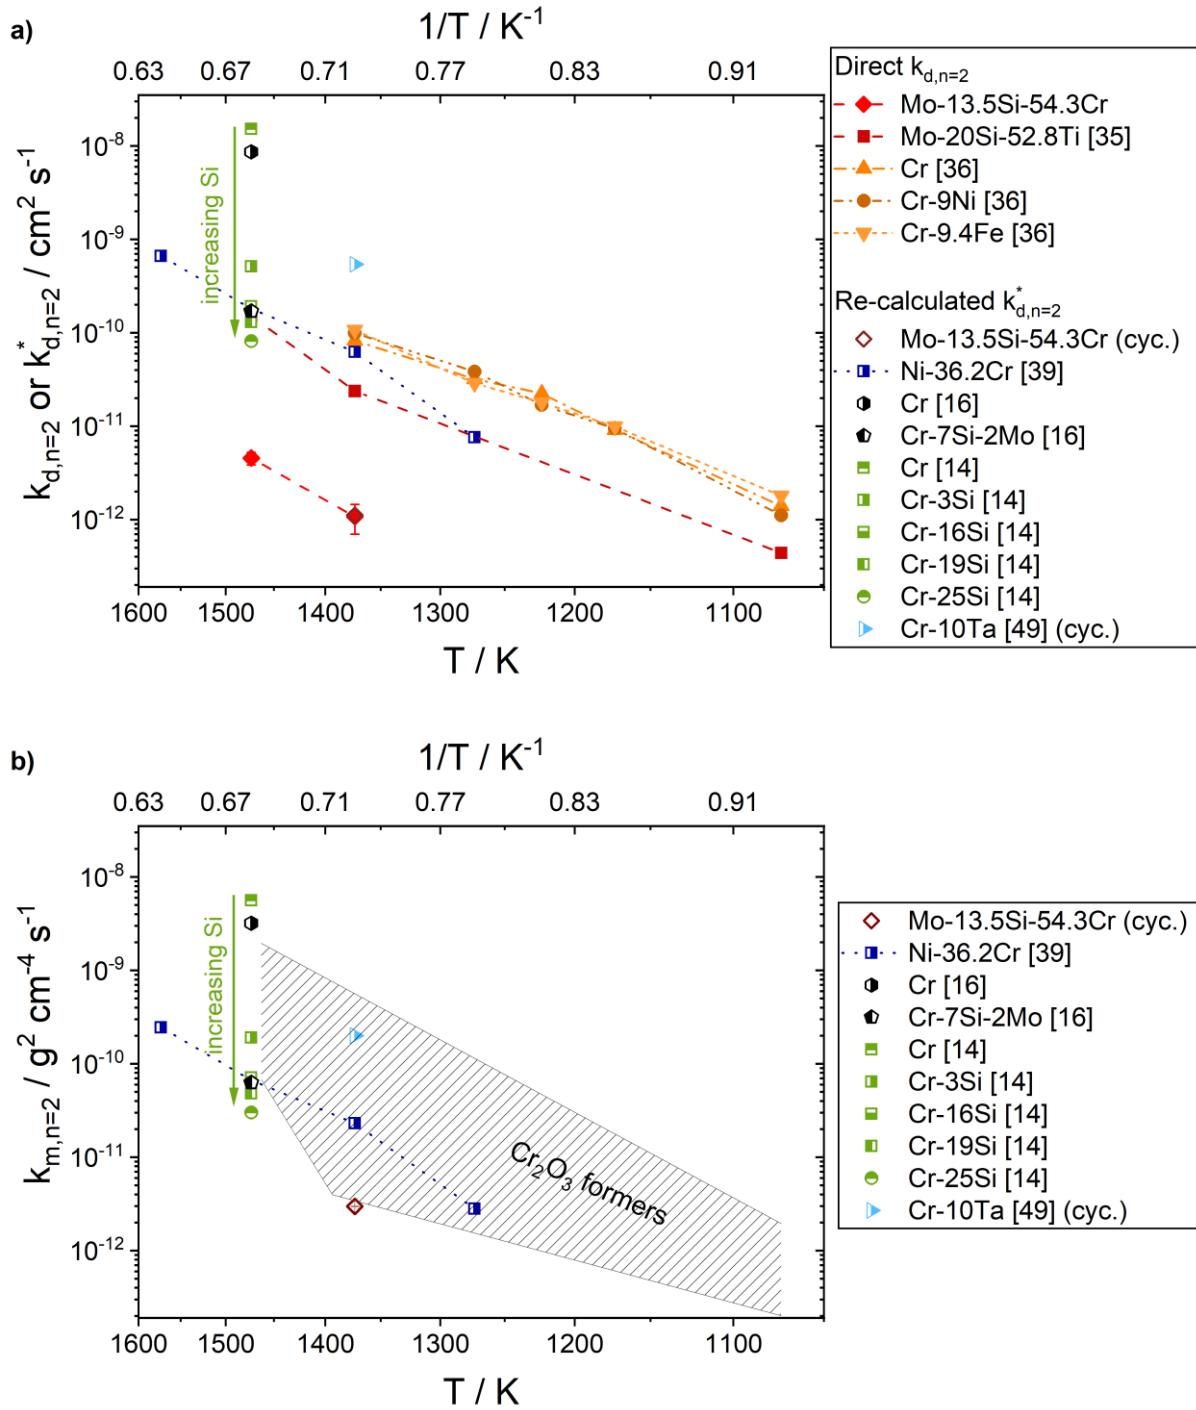 a)
1/T / K⁻¹
0.63 0.67 0.71 0.77 0.83 0.91
10⁻⁸
10⁻⁹
10⁻¹⁰
10⁻¹¹
10⁻¹²
k_d,n=2 or k*_d,n=2 / cm² s⁻¹
increasing Si
1600 1500 1400 1300 1200 1100
T / K
Direct k_d,n=2
Mo-13.5Si-54.3Cr
Mo-20Si-52.8Ti [35]
Cr [36]
Cr-9Ni [36]
Cr-9.4Fe [36]
Re-calculated k*_d,n=2
Mo-13.5Si-54.3Cr (cyc.)
Ni-36.2Cr [39]
Cr [16]
Cr-7Si-2Mo [16]
Cr [14]
Cr-3Si [14]
Cr-16Si [14]
Cr-19Si [14]
Cr-25Si [14]
Cr-10Ta [49] (cyc.)
b)
1/T / K⁻¹
0.63 0.67 0.71 0.77 0.83 0.91
10⁻⁸
10⁻⁹
10⁻¹⁰
10⁻¹¹
10⁻¹²
k_m,n=2 / g² cm⁻⁴ s⁻¹
increasing Si
Cr₂O₃ formers
1600 1500 1400 1300 1200 1100
T / K
Mo-13.5Si-54.3Cr (cyc.)
Ni-36.2Cr [39]
Cr [16]
Cr-7Si-2Mo [16]
Cr [14]
Cr-3Si [14]
Cr-16Si [14]
Cr-19Si [14]
Cr-25Si [14]
Cr-10Ta [49] (cyc.)